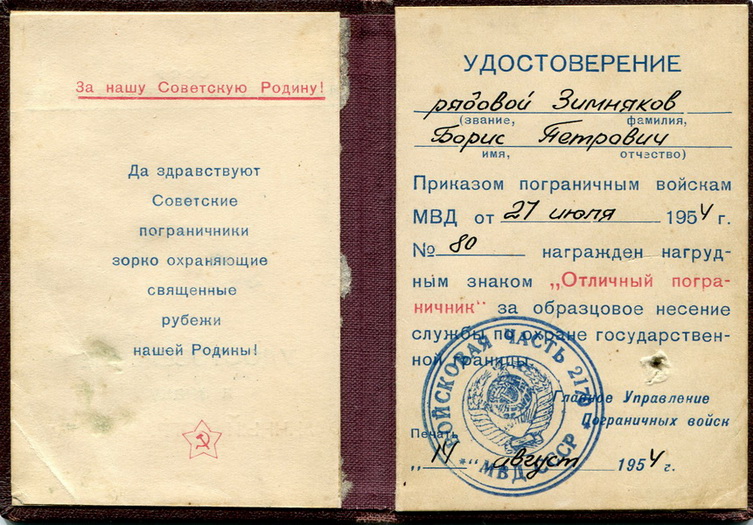 За нашу Советскую Родину!
Да здравствуют
Советские
пограничники
зорко охраняющие
священные
рубежи
нашей Родины!
УДОСТОВЕРЕНИЕ
рядовой Зимняков
(звание, фамилия,
Борис Петрович
имя, отчество)
Приказом пограничным войскам
МВД от 27 июля 1954 г.
№ 80 награжден нагруд-
ным знаком „Отличный погра-
ничник" за образцовое несение
службы по охране государствен-
ной границы.
Главное Управление
Пограничных войск
Печать
„14" август 1954 г.
ВОЙСКОВАЯ ЧАСТЬ 2170
МВД СССР